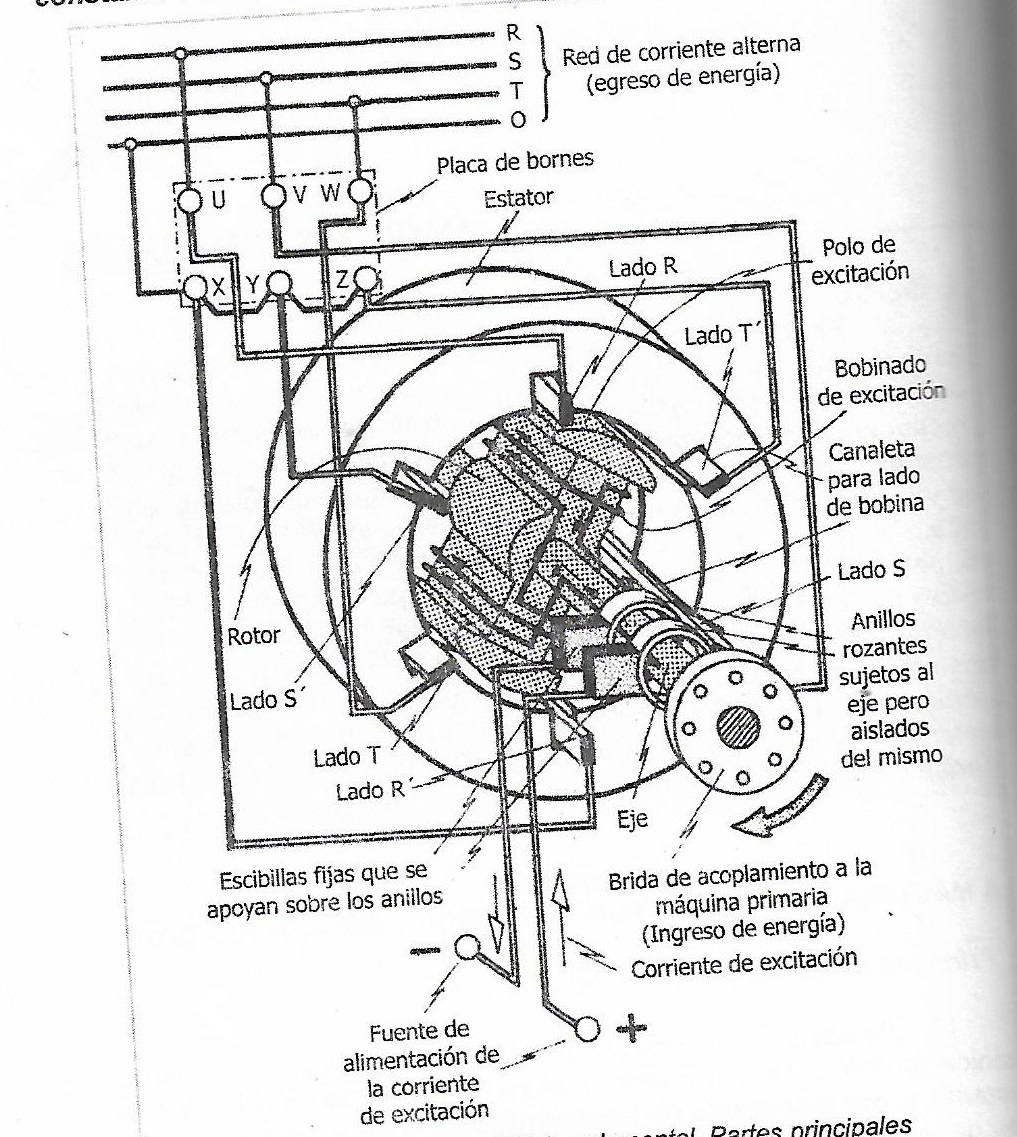 R
S
T
O
Red de corriente alterna
(egreso de energía)
Placa de bornes
U
V
W
Estator
Polo de
excitación
Lado R
X
Y
Z
Lado T´
Bobinado
de excitación
Canaleta
para lado
de bobina
Lado S
Rotor
Anillos
rozantes
sujetos al
eje pero
aislados
del mismo
Lado S´
Lado T
Lado R´
Eje
Escibillas fijas que se
apoyan sobre los anillos
Brida de acoplamiento a la
máquina primaria
(Ingreso de energía)
Corriente de excitación
−
+
Fuente de
alimentación de
la corriente
de excitación
Partes principales